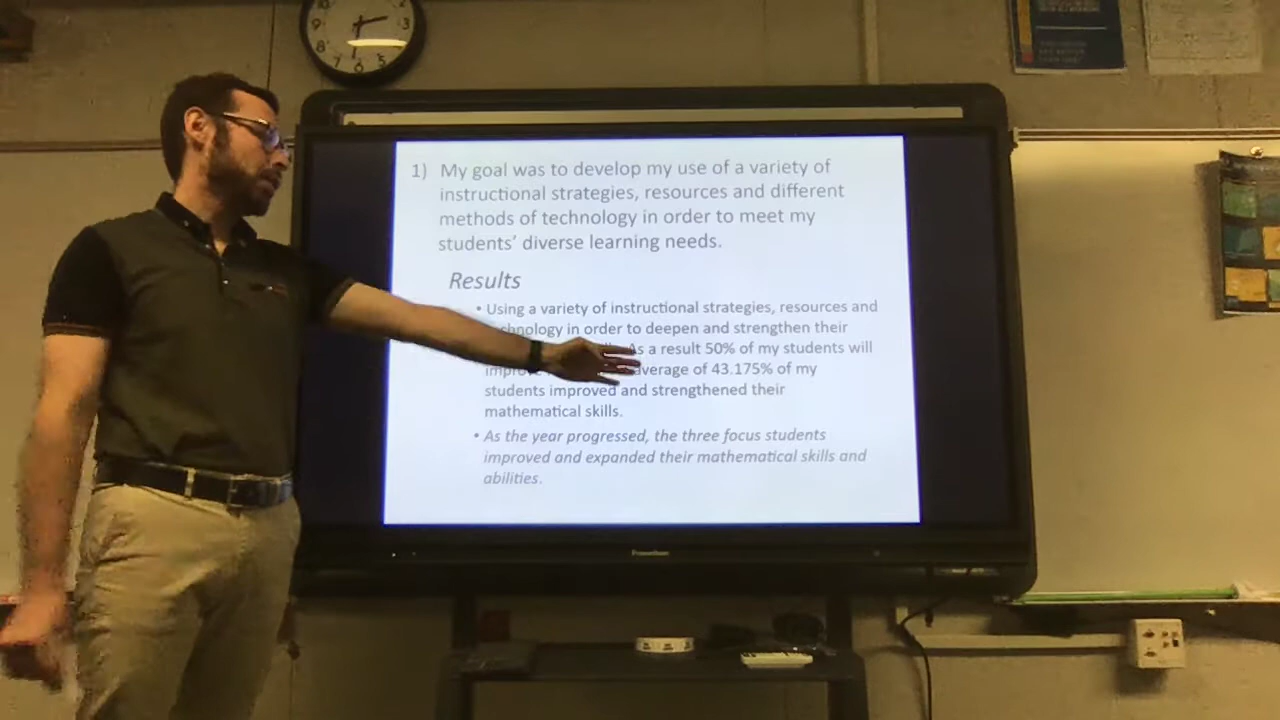 1) My goal was to develop my use of a variety of
instructional strategies, resources and different
methods of technology in order to meet my
students' diverse learning needs.
Results
• Using a variety of instructional strategies, resources and
technology in order to deepen and strengthen their
As a result 50% of my students will
improve average of 43.175% of my
students improved and strengthened their
mathematical skills.
• As the year progressed, the three focus students
improved and expanded their mathematical skills and
abilities.
Promethean